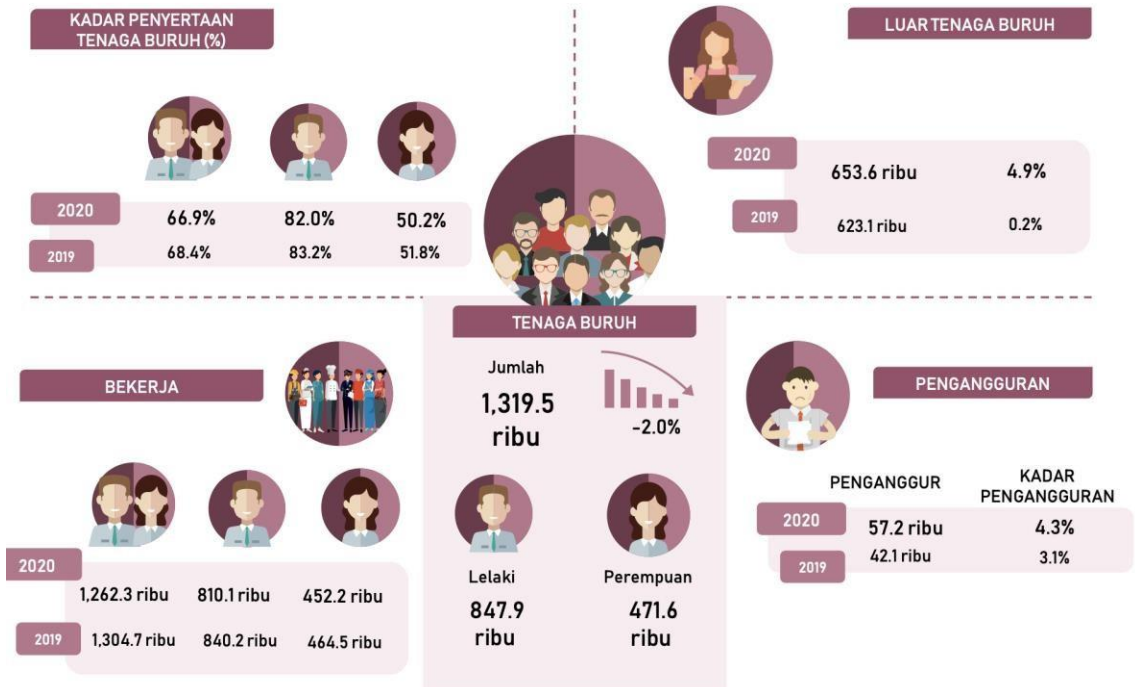 KADAR PENYERTAAN
TENAGA BURUH (%)
2020 66.9% 82.0% 50.2%
2019 68.4% 83.2% 51.8%
LUAR TENAGA BURUH
2020 653.6 ribu 4.9%
2019 623.1 ribu 0.2%
TENAGA BURUH
Jumlah
1,319.5
ribu
-2.0%
Lelaki
847.9
ribu
Perempuan
471.6
ribu
BEKERJA
2020 1,262.3 ribu 810.1 ribu 452.2 ribu
2019 1,304.7 ribu 840.2 ribu 464.5 ribu
PENGANGGURAN
PENGANGGUR
KADAR
PENGANGGURAN
2020 57.2 ribu 4.3%
2019 42.1 ribu 3.1%